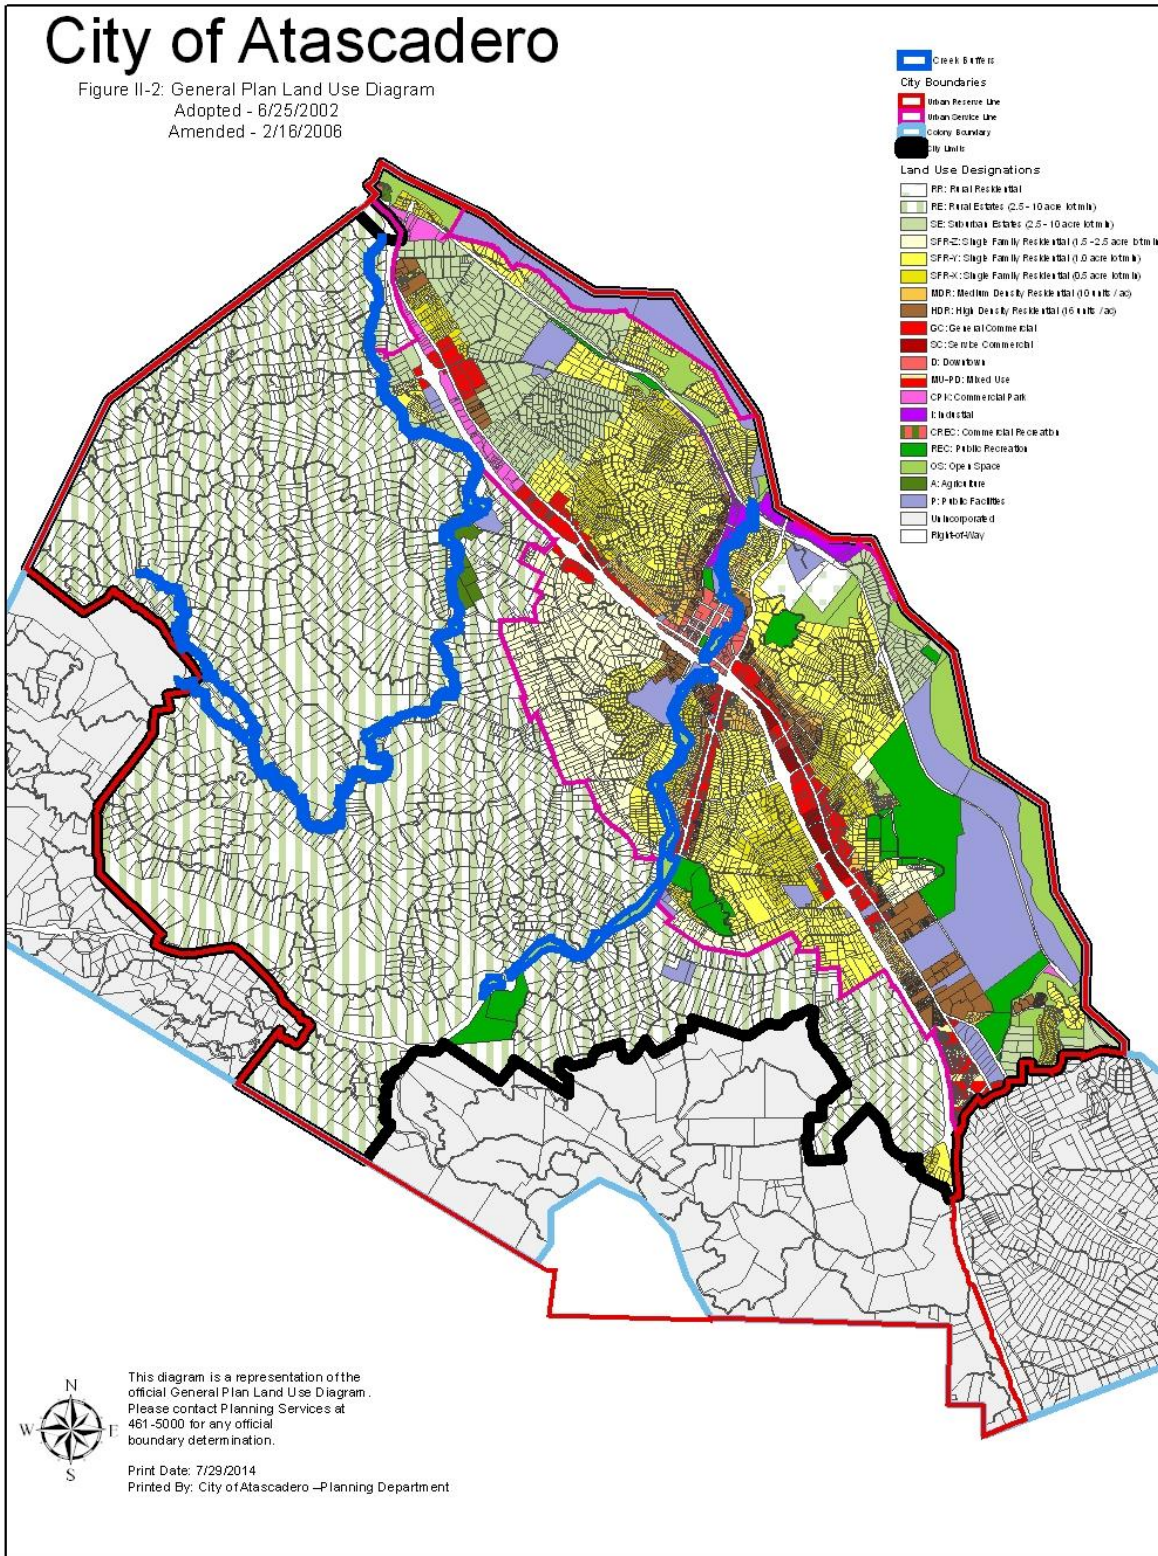 City of Atascadero
Figure II-2: General Plan Land Use Diagram
Adopted - 6/25/2002
Amended - 2/16/2006
Creek Buffers
City Boundaries
Urban Reserve Line
Urban Service Line
Colony Boundary
City Limits
Land Use Designations
RR: Rural Residential
RE: Rural Estates (2.5 - 10 acre lot min)
SE: Suburban Estates (2.5 - 10 acre lot min)
SFR-Z: Single Family Residential (1.5 - 2.5 acre lot min
SFR-Y: Single Family Residential (1.0 acre lot min)
SFR-X: Single Family Residential (0.5 acre lot min)
MDR: Medium Density Residential (10 units / ac)
HDR: High Density Residential (16 units / ac)
GC: General Commercial
SC: Service Commercial
D: Downtown
MU-PD: Mixed Use
CPK: Commercial Park
I: Industial
CREC: Commercial Recreation
REC: Public Recreation
OS: Open Space
A: Agriculture
P: Public Facilities
Unincorporated
Right-of-Way
N
W E
S
This diagram is a representation of the
official General Plan Land Use Diagram.
Please contact Planning Services at
461-5000 for any official
boundary determination.
Print Date: 7/29/2014
Printed By: City of Atascadero –Planning Department